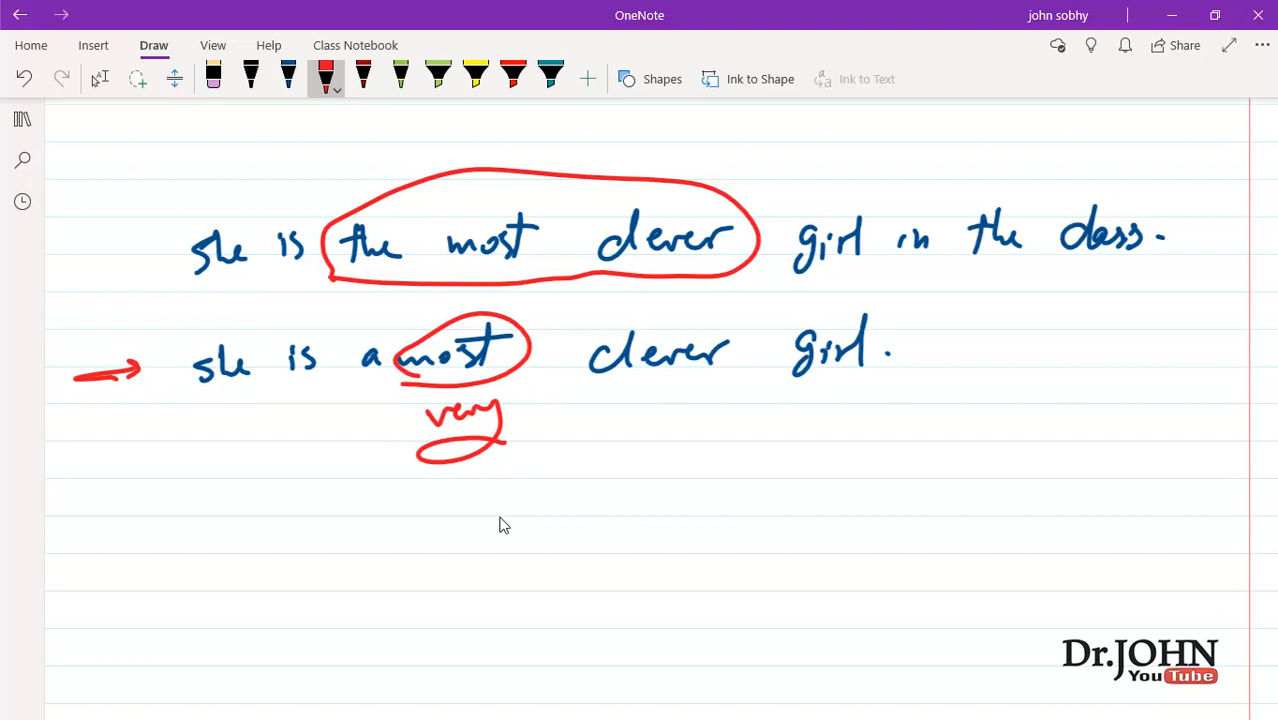 OneNote
john sobhy
Home Insert Draw View Help Class Notebook
Share
Shapes Ink to Shape Ink to Text
she is the most clever girl in the class.
she is a most clever girl.
very
Dr.JOHN
YouTube